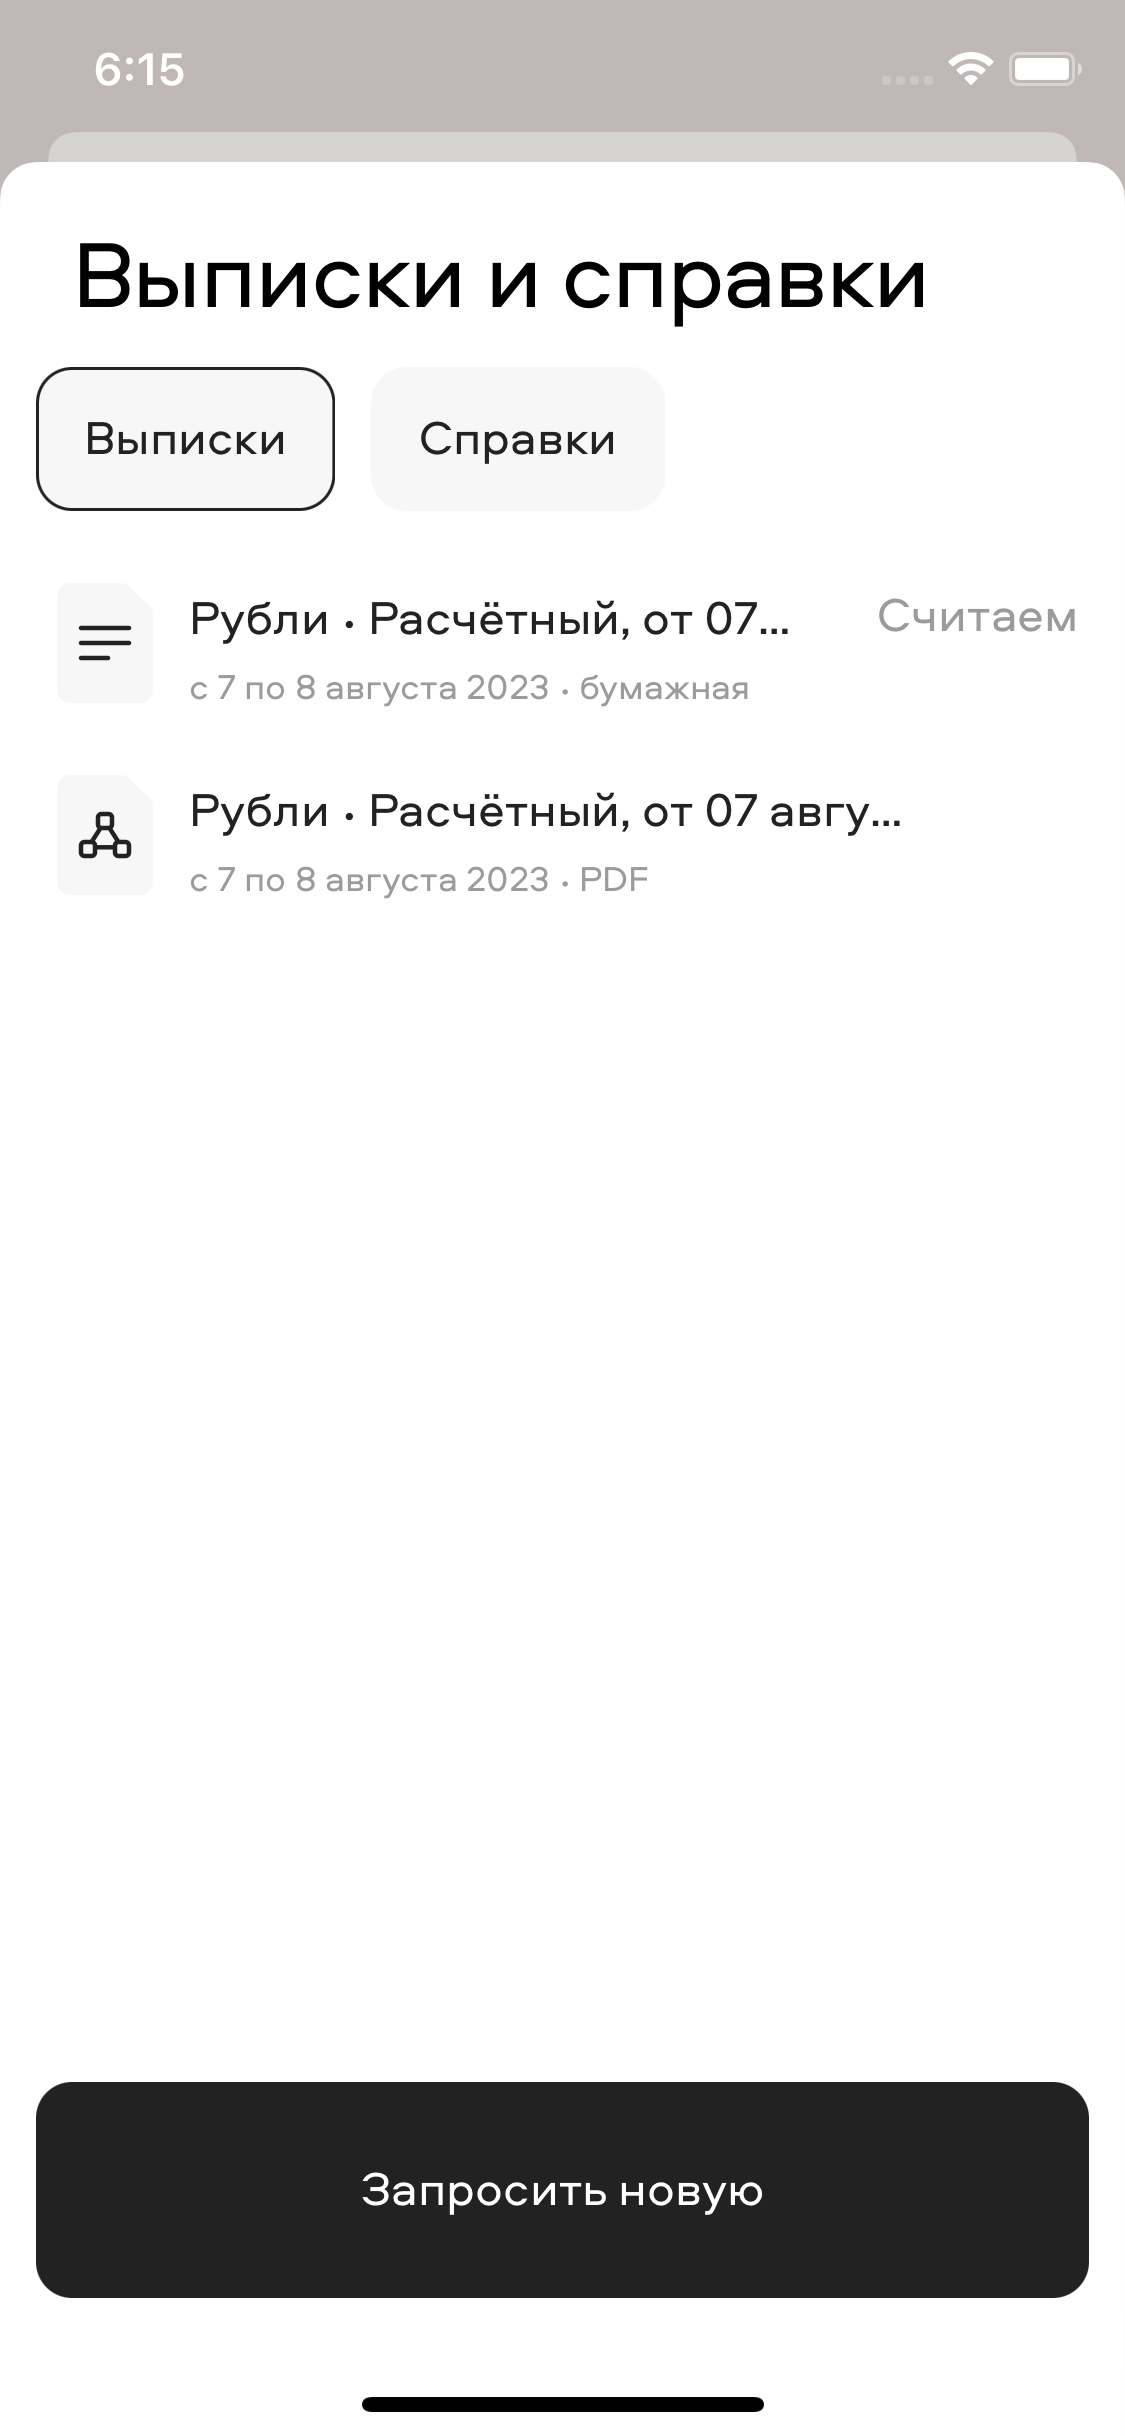 6:15
Выписки и справки
Выписки
Справки
Рубли • Расчётный, от 07...
Считаем
с 7 по 8 августа 2023 • бумажная
Рубли • Расчётный, от 07 авгу...
с 7 по 8 августа 2023 • PDF
Запросить новую